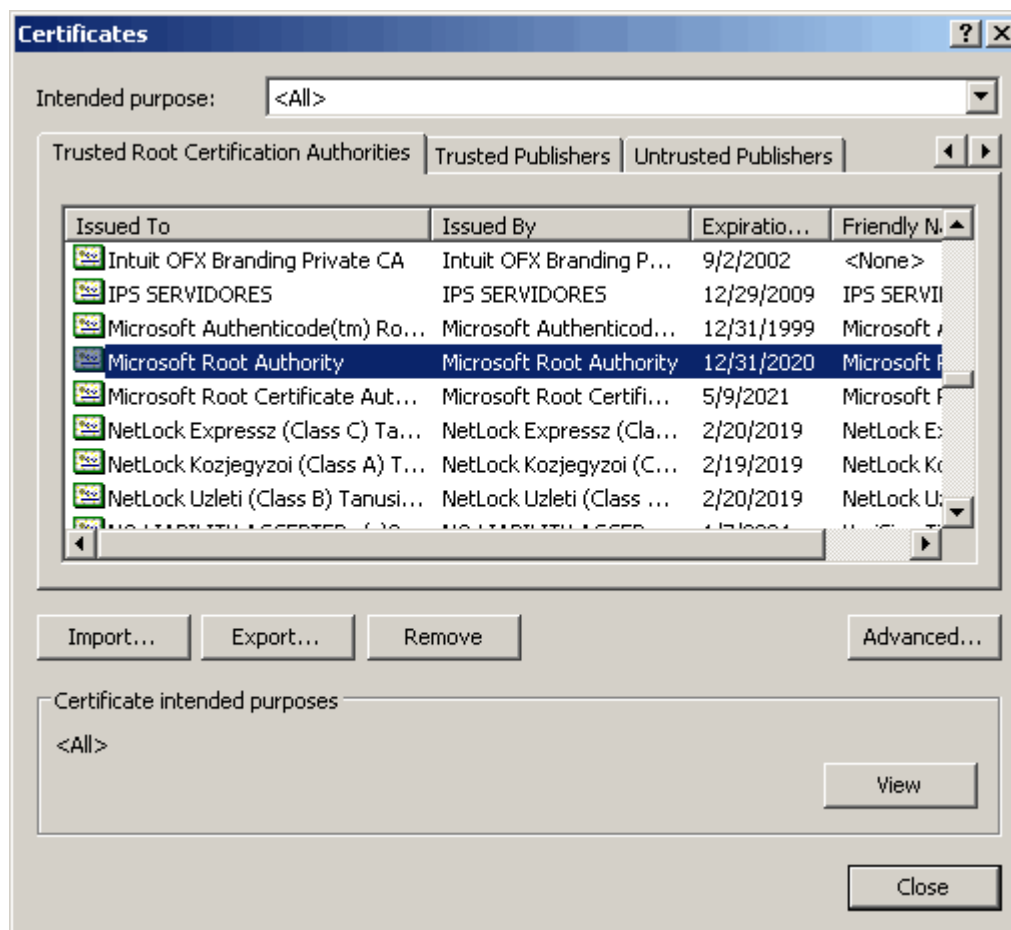 Certificates
Intended purpose: <All>
Trusted Root Certification Authorities Trusted Publishers Untrusted Publishers
Issued To Issued By Expiratio... Friendly N
Intuit OFX Branding Private CA Intuit OFX Branding P... 9/2/2002 <None>
IPS SERVIDORES IPS SERVIDORES 12/29/2009 IPS SERVI
Microsoft Authenticode(tm) Ro... Microsoft Authenticod... 12/31/1999 Microsoft
Microsoft Root Authority Microsoft Root Authority 12/31/2020 Microsoft
Microsoft Root Certificate Aut... Microsoft Root Certifi... 5/9/2021 Microsoft
NetLock Expressz (Class C) Ta... NetLock Expressz (Cla... 2/20/2019 NetLock
NetLock Kozjegyzoi (Class A) T... NetLock Kozjegyzoi (C... 2/19/2019 NetLock
NetLock Uzleti (Class B) Tanusi... NetLock Uzleti (Class ... 2/20/2019 NetLock
Import... Export... Remove Advanced...
Certificate intended purposes
<All>
View
Close